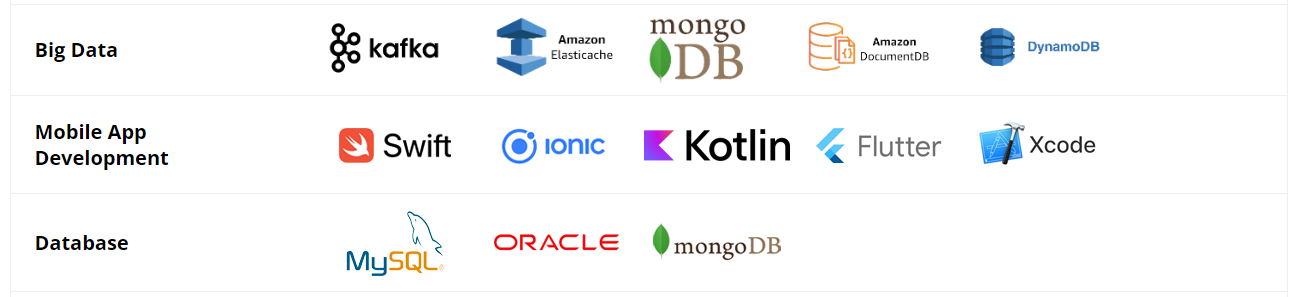 Big Data
kafka
Amazon
Elasticache
mongo
DB
Amazon
DocumentDB
DynamoDB
Mobile App
Development
Swift
IONIC
Kotlin
Flutter
Xcode
Database
MySQL®
ORACLE
mongoDB